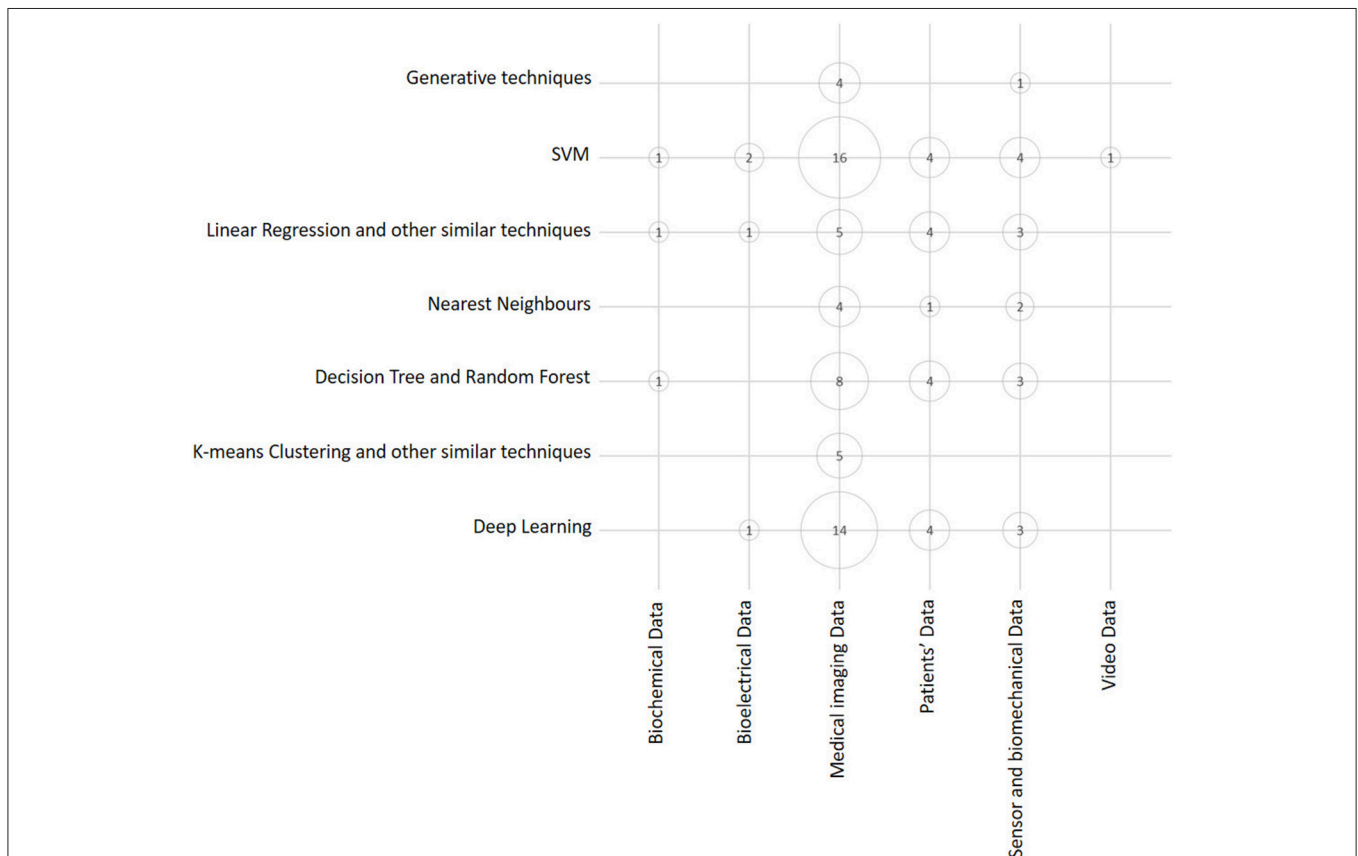 Generative techniques 4 1
SVM 1 2 16 4 4 1
Linear Regression and other similar techniques 1 1 5 4 3
Nearest Neighbours 4 1 2
Decision Tree and Random Forest 1 8 4 3
K-means Clustering and other similar techniques 5
Deep Learning 1 14 4 3
Biochemical Data
Bioelectrical Data
Medical imaging Data
Patients’ Data
Sensor and biomechanical Data
Video Data